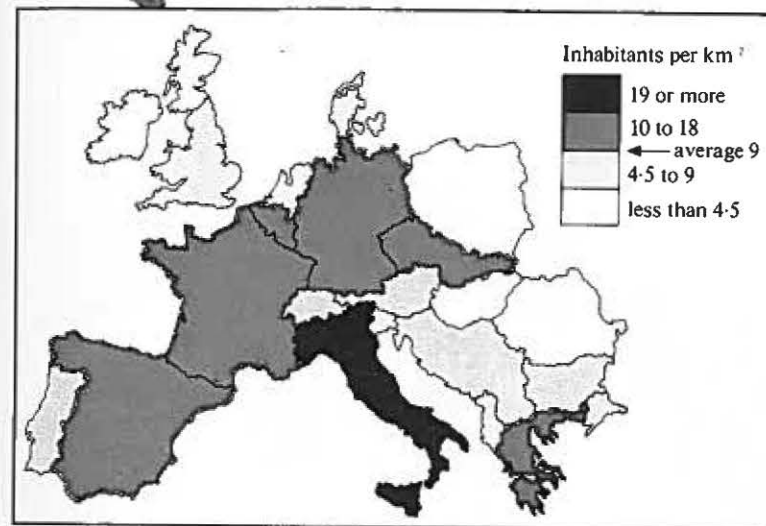 Inhabitants per km ²
19 or more
10 to 18
average 9
4·5 to 9
less than 4·5